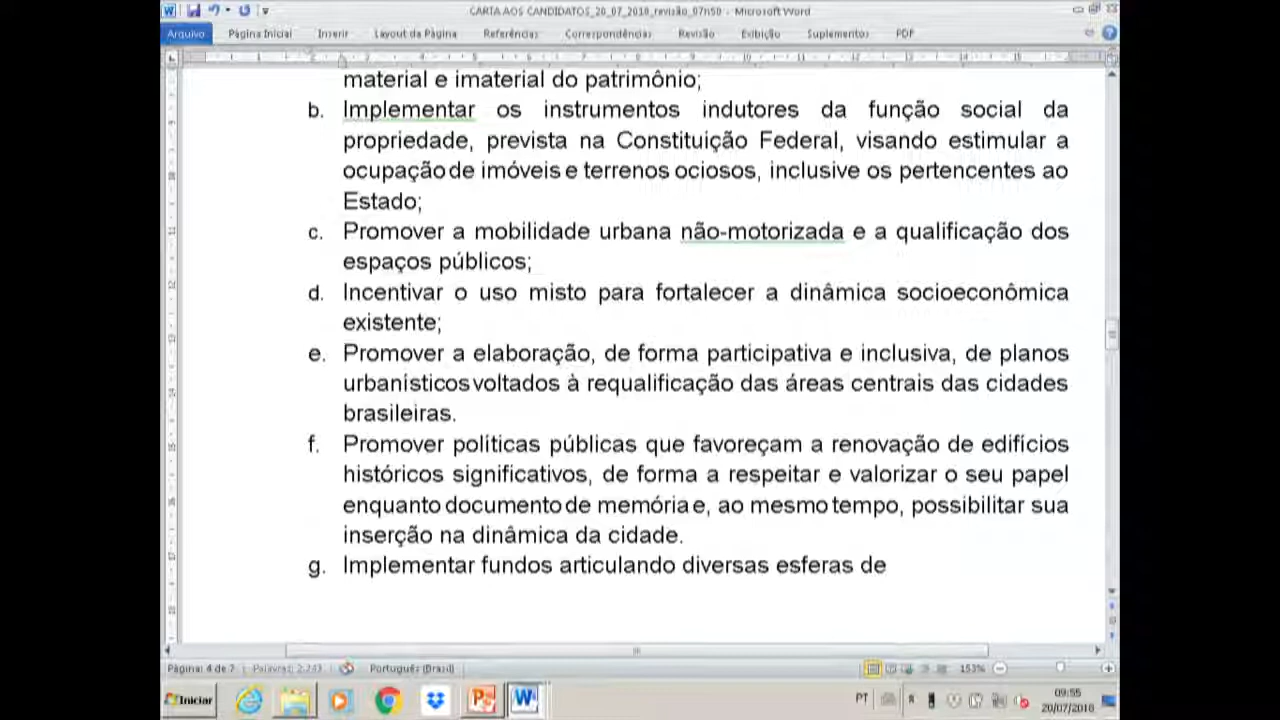 CARTA AOS CANDIDATOS_20_07_2018_revisão_07h50 - Microsoft Word
Arquivo Página Inicial Inserir Layout da Página Referências Correspondências Revisão Exibição Suplementos PDF
material e imaterial do patrimônio;
b. Implementar os instrumentos indutores da função social da
propriedade, prevista na Constituição Federal, visando estimular a
ocupação de imóveis e terrenos ociosos, inclusive os pertencentes ao
Estado;
c. Promover a mobilidade urbana não-motorizada e a qualificação dos
espaços públicos;
d. Incentivar o uso misto para fortalecer a dinâmica socioeconômica
existente;
e. Promover a elaboração, de forma participativa e inclusiva, de planos
urbanísticos voltados à requalificação das áreas centrais das cidades
brasileiras.
f. Promover políticas públicas que favoreçam a renovação de edifícios
históricos significativos, de forma a respeitar e valorizar o seu papel
enquanto documento de memória e, ao mesmo tempo, possibilitar sua
inserção na dinâmica da cidade.
g. Implementar fundos articulando diversas esferas de
Página: 4 de 7 Palavras: 2.243 Português (Brasil) 153%
Iniciar PT 09:55
20/07/2018